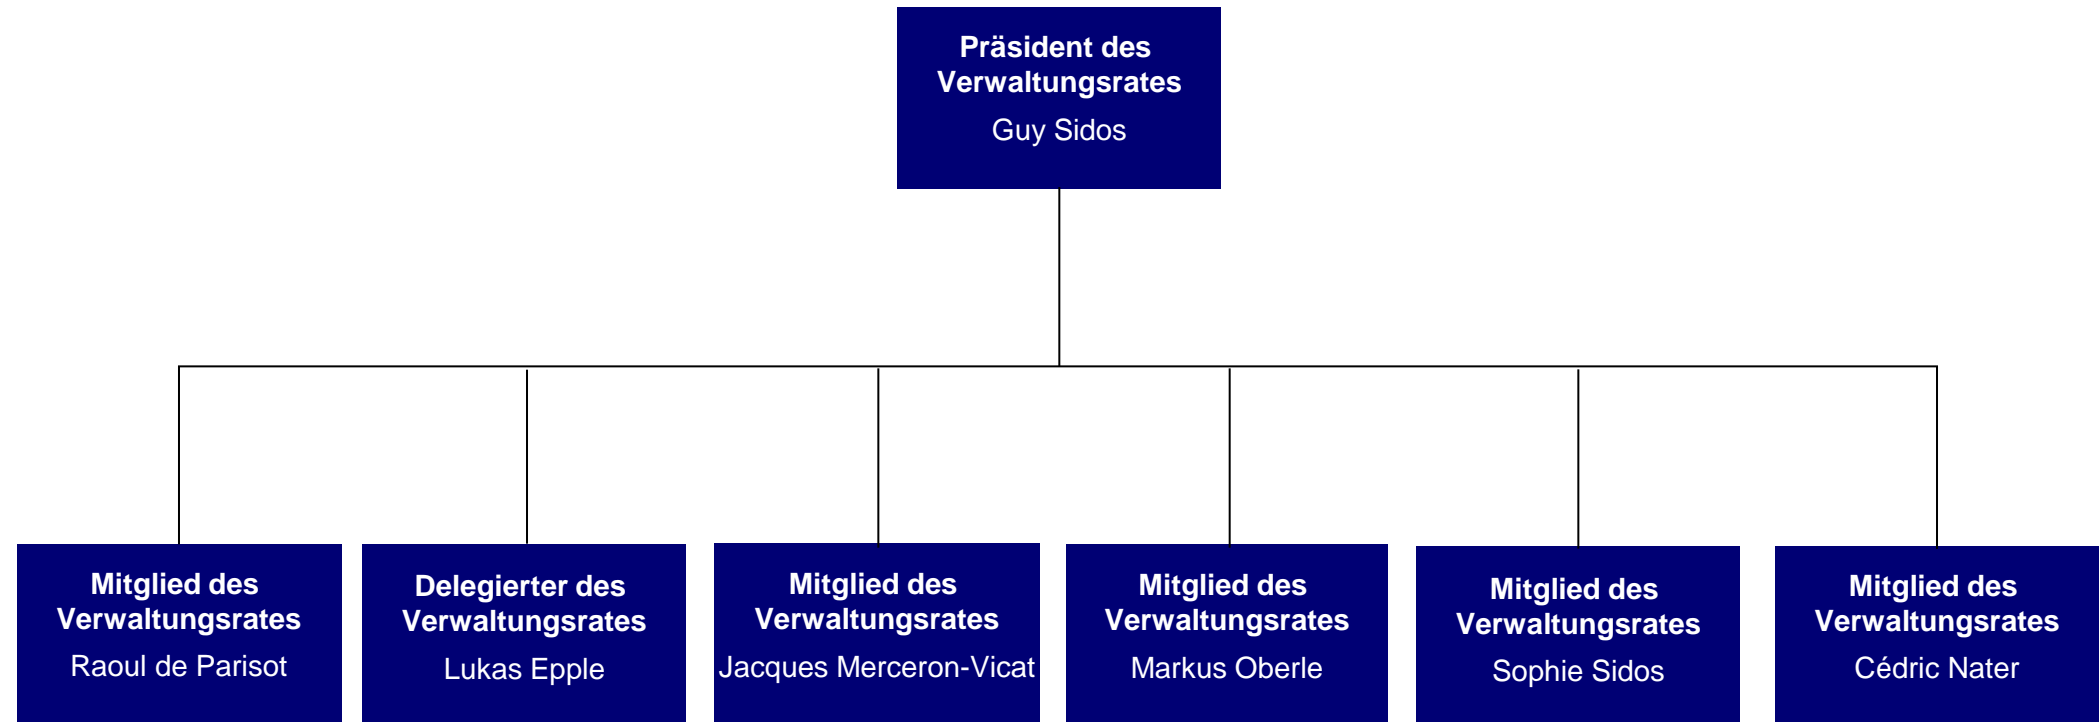 Präsident des
Verwaltungsrates
Guy Sidos
Mitglied des
Verwaltungsrates
Raoul de Parisot
Delegierter des
Verwaltungsrates
Lukas Epple
Mitglied des
Verwaltungsrates
Jacques Merceron-Vicat
Mitglied des
Verwaltungsrates
Markus Oberle
Mitglied des
Verwaltungsrates
Sophie Sidos
Mitglied des
Verwaltungsrates
Cédric Nater